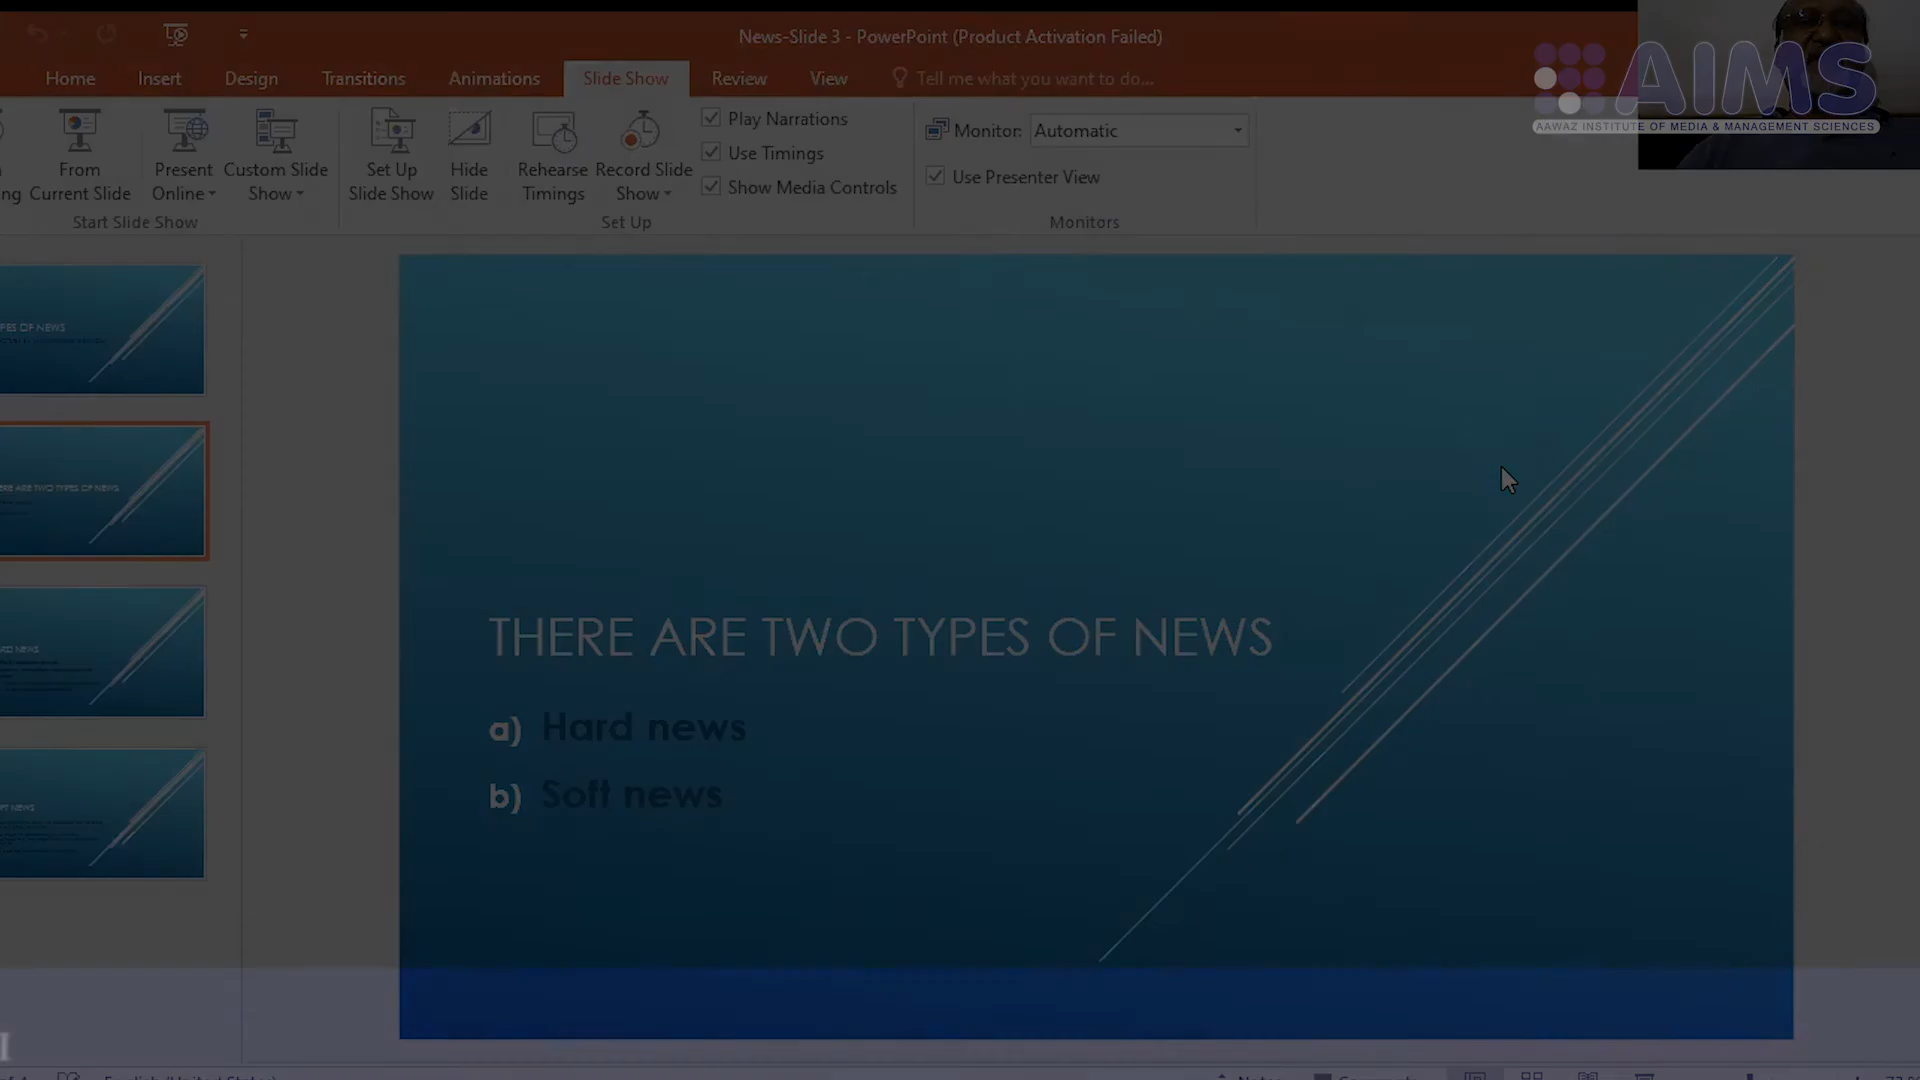 News-Slide 3 - PowerPoint (Product Activation Failed)
Home Insert Design Transitions Animations Slide Show Review View Tell me what you want to do...
AIMS
AAWAZ INSTITUTE OF MEDIA & MANAGEMENT SCIENCES
From Current Slide
Present Online
Custom Slide Show
Set Up Slide Show
Hide Slide
Rehearse Timings
Record Slide Show
Play Narrations
Use Timings
Show Media Controls
Monitor: Automatic
Use Presenter View
Start Slide Show
Set Up
Monitors
THERE ARE TWO TYPES OF NEWS
a) Hard news
b) Soft news